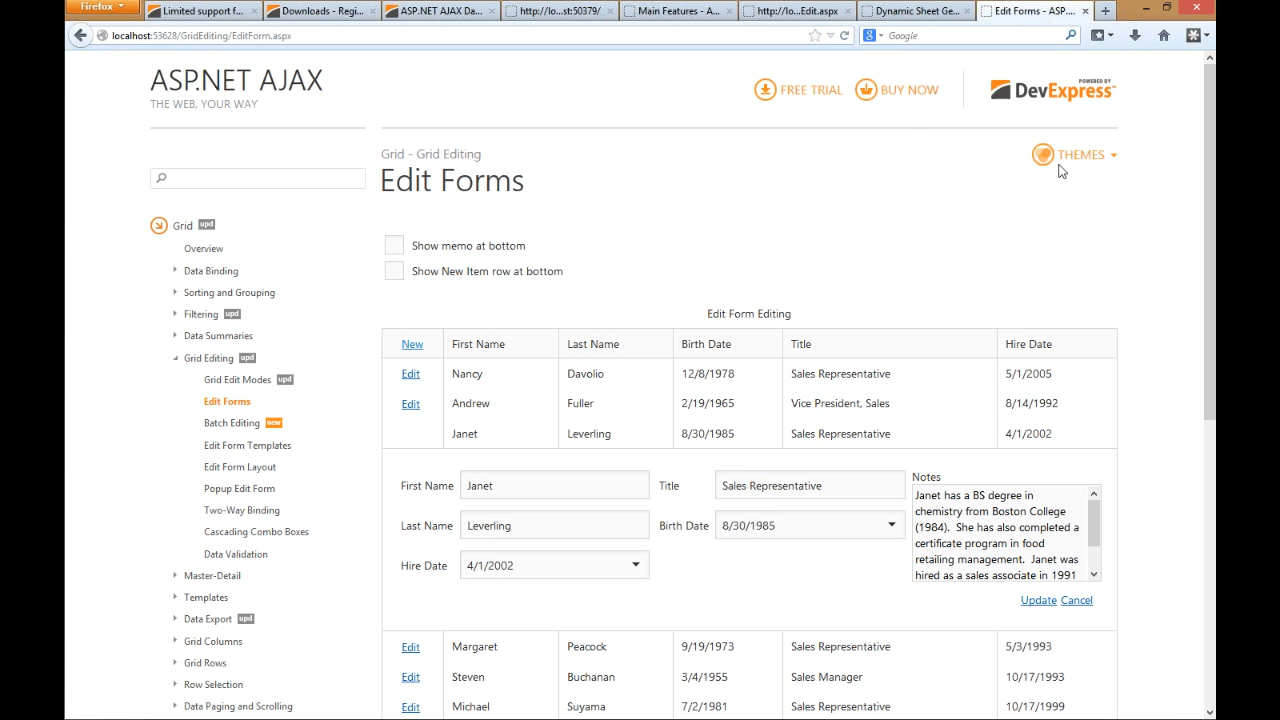 Firefox
Limited support f...
Downloads - Regi...
ASP.NET AJAX Da...
http://lo...st:50379/
Main Features - A...
http://lo...Edit.aspx
Dynamic Sheet Ge...
Edit Forms - ASP....
localhost:53628/GridEditing/EditForm.aspx
Google
ASP.NET AJAX
THE WEB, YOUR WAY
FREE TRIAL
BUY NOW
POWERED BY
DevExpress™
Grid - Grid Editing
THEMES
Edit Forms
Grid upd
Overview
Data Binding
Sorting and Grouping
Filtering upd
Data Summaries
Grid Editing upd
Grid Edit Modes upd
Edit Forms
Batch Editing new
Edit Form Templates
Edit Form Layout
Popup Edit Form
Two-Way Binding
Cascading Combo Boxes
Data Validation
Master-Detail
Templates
Data Export upd
Grid Columns
Grid Rows
Row Selection
Data Paging and Scrolling
Show memo at bottom
Show New Item row at bottom
Edit Form Editing
New First Name Last Name Birth Date Title Hire Date
Edit Nancy Davolio 12/8/1978 Sales Representative 5/1/2005
Edit Andrew Fuller 2/19/1965 Vice President, Sales 8/14/1992
Janet Leverling 8/30/1985 Sales Representative 4/1/2002
First Name Janet Title Sales Representative
Last Name Leverling Birth Date 8/30/1985
Hire Date 4/1/2002
Notes
Janet has a BS degree in
chemistry from Boston College
(1984). She has also completed a
certificate program in food
retailing management. Janet was
hired as a sales associate in 1991
Update Cancel
Edit Margaret Peacock 9/19/1973 Sales Representative 5/3/1993
Edit Steven Buchanan 3/4/1955 Sales Manager 10/17/1993
Edit Michael Suyama 7/2/1981 Sales Representative 10/17/1999